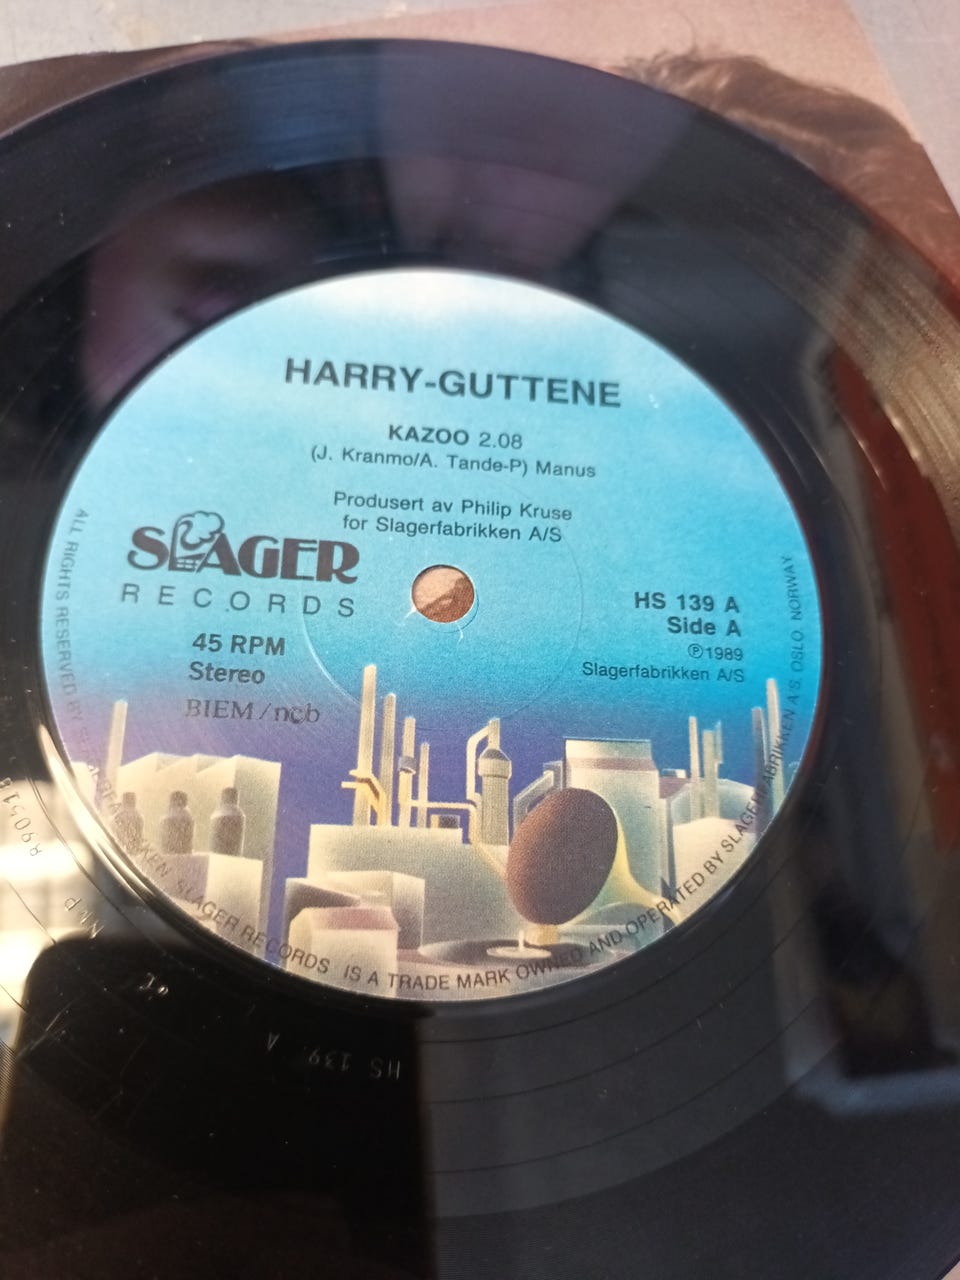 HARRY-GUTTENE
KAZOO 2.08
(J. Kranmo/A. Tande-P) Manus
Produsert av Philip Kruse
for Slagerfabrikken A/S
SLAGER
RECORDS
45 RPM
Stereo
BIEM/ncb
HS 139 A
Side A
℗1989
Slagerfabrikken A/S
ALL RIGHTS RESERVED BY SLAGERFABRIKKEN SLAGER RECORDS IS A TRADE MARK OWNED AND OPERATED BY SLAGERFABRIKKEN A/S OSLO NORWAY
HS 139 A